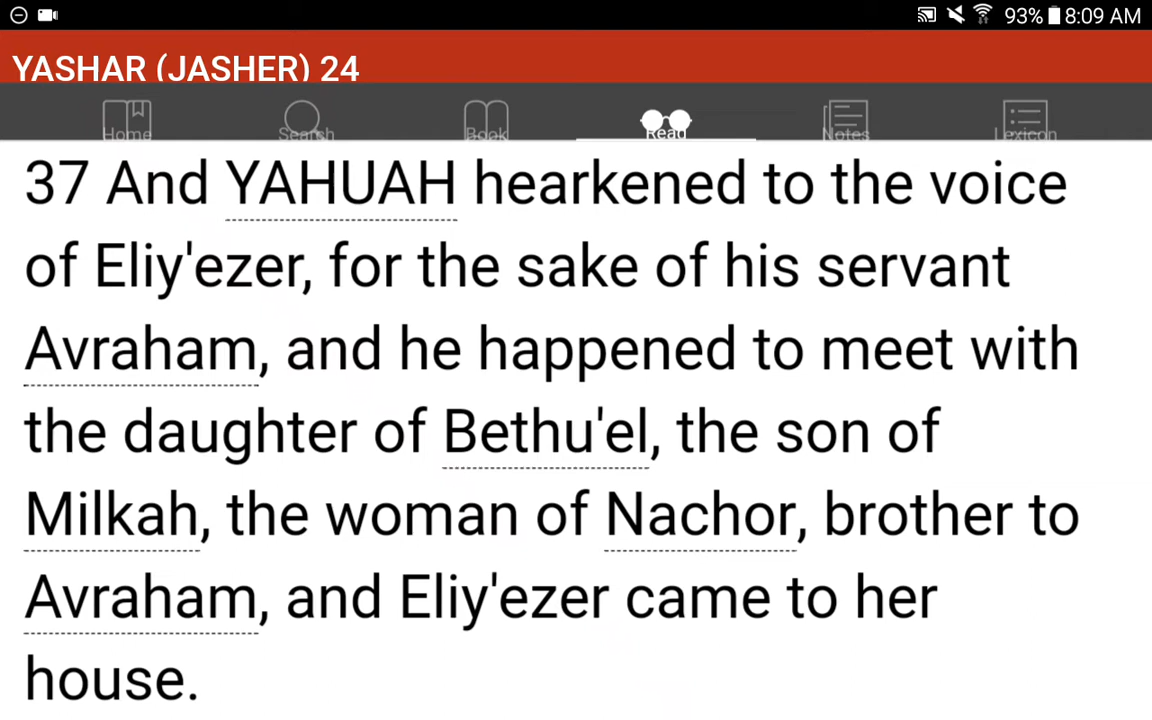 93% 8:09 AM
YASHAR (JASHER) 24
Home Search Book Read Notes Lexicon
37 And YAHUAH hearkened to the voice
of Eliy'ezer, for the sake of his servant
Avraham, and he happened to meet with
the daughter of Bethu'el, the son of
Milkah, the woman of Nachor, brother to
Avraham, and Eliy'ezer came to her
house.